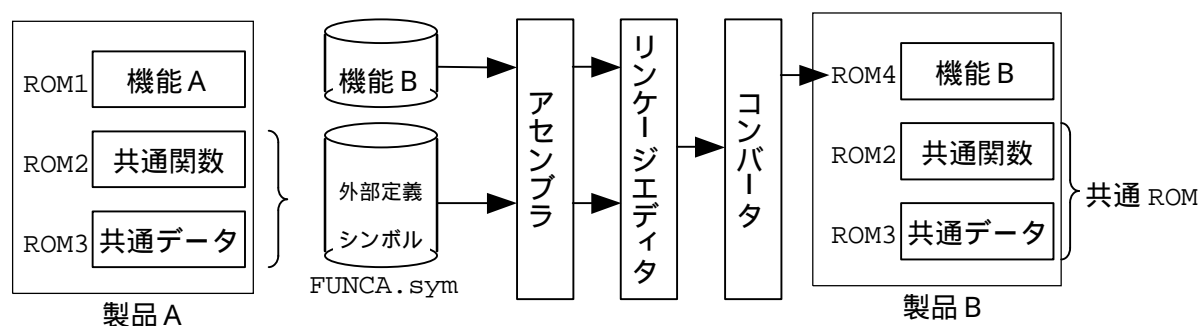 ROM1 機能A
ROM2 共通関数
ROM3 共通データ
製品A
機能B
外部定義
シンボル
FUNCA.sym
アセンブラ
リンケージエディタ
コンバータ
ROM4 機能B
ROM2 共通関数
ROM3 共通データ
共通ROM
製品B